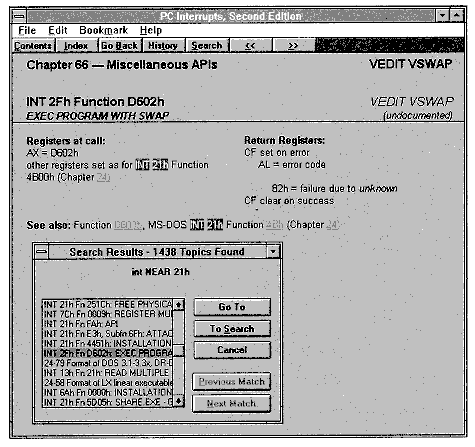 PC Interrupts, Second Edition
File Edit Bookmark Help
Contents Index Go Back History Search << >>
Chapter 66 — Miscellaneous APIs VEDIT VSWAP
INT 2Fh Function D602h VEDIT VSWAP
EXEC PROGRAM WITH SWAP (undocumented)
Registers at call: Return Registers:
AX = D602h CF set on error
other registers set as for INT 21h Function AL = error code
4B00h (Chapter 24)
82h = failure due to unknown
CF clear on success
See also: Function MS-DOS INT 21h Function 4Bh (Chapter 24)
Search Results - 1438 Topics Found
int NEAR 21h
INT 21h Fn 251Ch: FREE PHYSICA
INT 7Ch Fn 0009h: REGISTER MUI
INT 21h Fn FAh: AFI
INT 21h Fn E3h, Subfn 6Fh: ATTAC
INT 21h Fn 4451h: INSTALLATION
INT 2Fh Fn D602h: EXEC PROGRA
24-79 Format of DOS 3.1-3.3x, DR-D
INT 13h Fn 21h: READ MULTIPLE
24-58 Format of LX linear executable
INT 6Ah Fn 0000h: INSTALLATION
INT 21h Fn 5D05h: SHARE.EXE - G
Go To
To Search
Cancel
Previous Match
Next Match